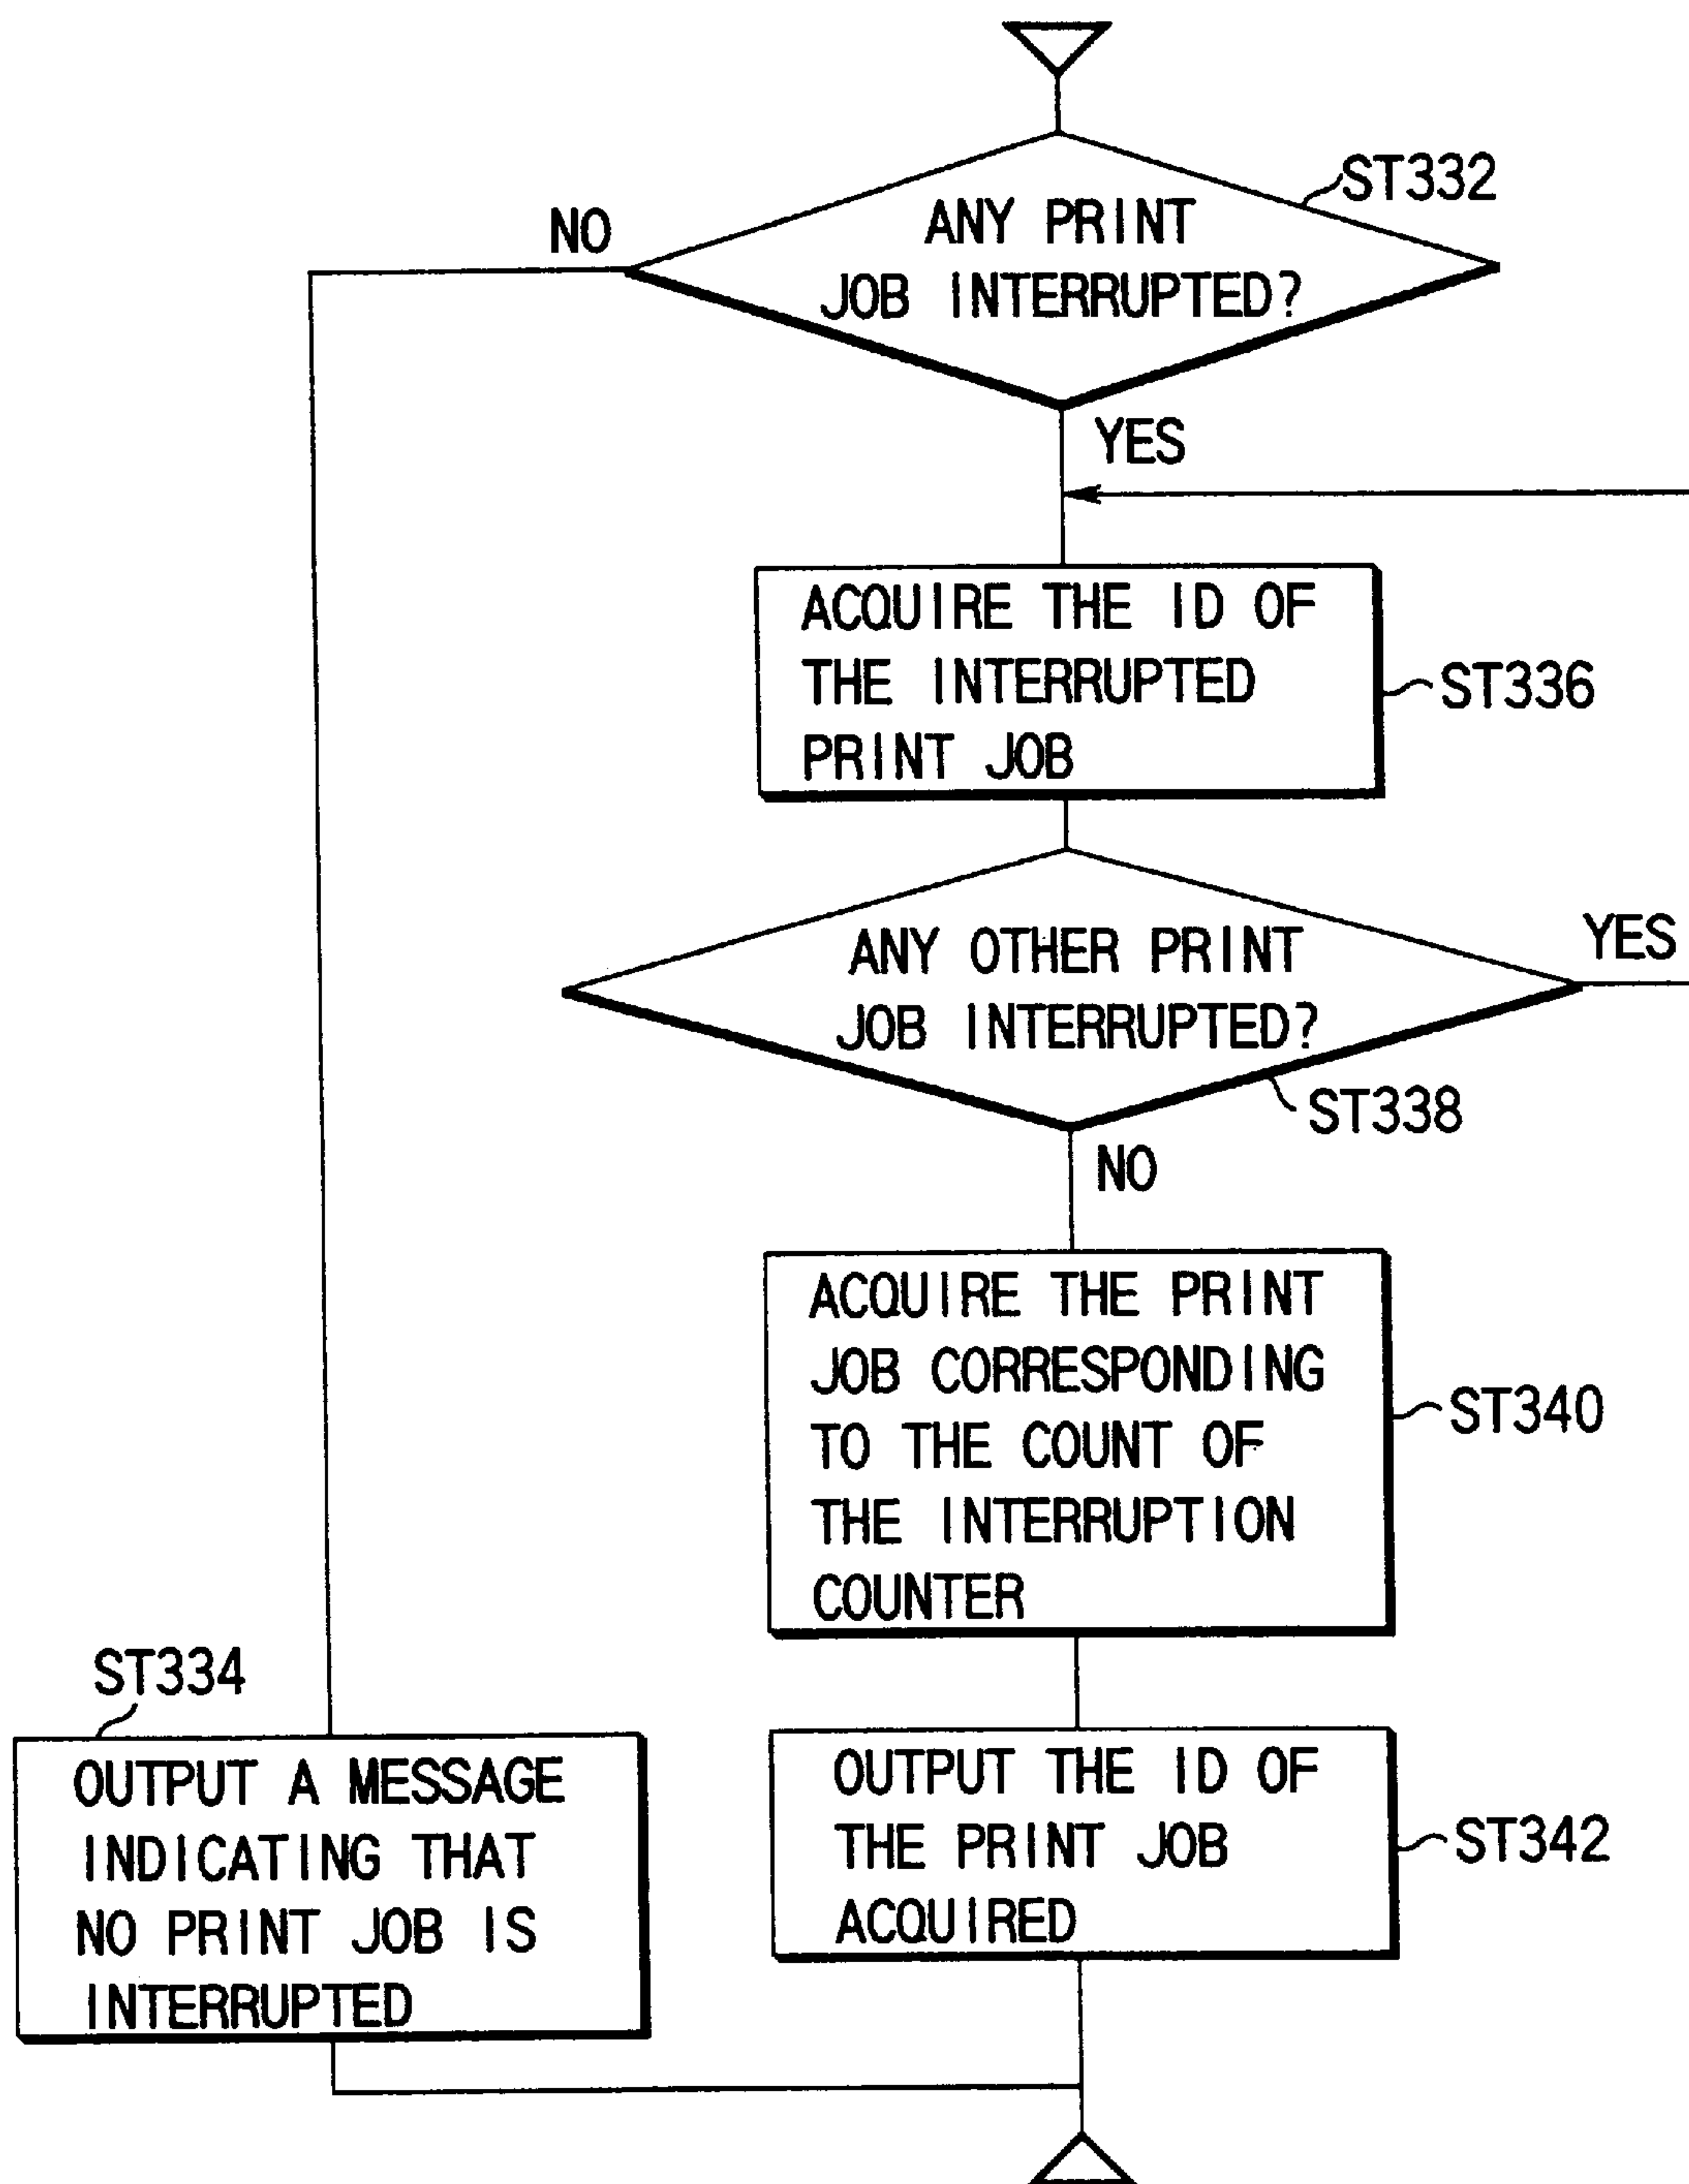 ST332
NO
ANY PRINT
JOB INTERRUPTED?
YES
ACQUIRE THE ID OF
THE INTERRUPTED
PRINT JOB
ST336
ANY OTHER PRINT
JOB INTERRUPTED?
YES
ST338
NO
ACQUIRE THE PRINT
JOB CORRESPONDING
TO THE COUNT OF
THE INTERRUPTION
COUNTER
ST340
ST334
OUTPUT A MESSAGE
INDICATING THAT
NO PRINT JOB IS
INTERRUPTED
OUTPUT THE ID OF
THE PRINT JOB
ACQUIRED
ST342